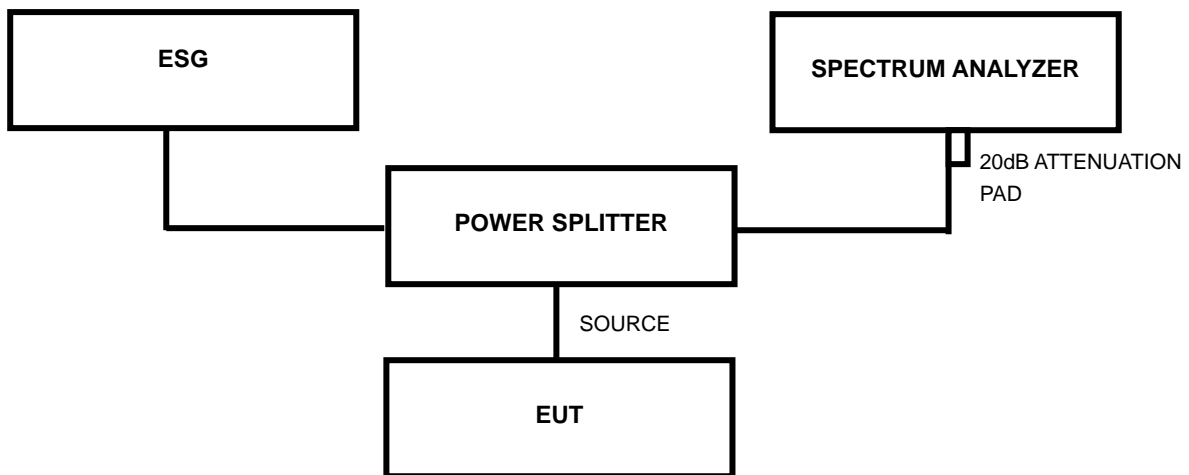 ESG
SPECTRUM ANALYZER
20dB ATTENUATION
PAD
POWER SPLITTER
SOURCE
EUT